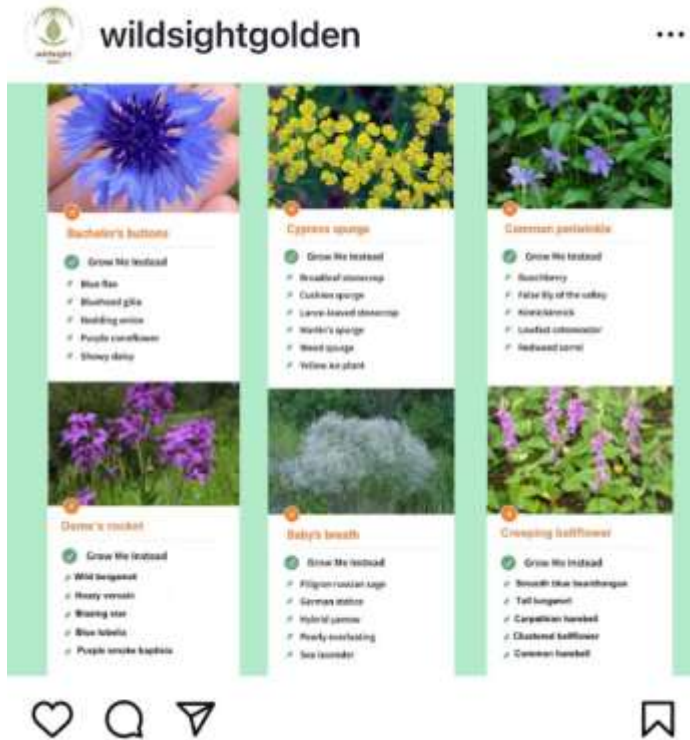 wildsightgolden
Bachelor's buttons
Grow Me Instead
Blue flax
Bluehead gilia
Nodding onion
Purple coneflower
Showy daisy
Cypress spurge
Grow Me Instead
Broadleaf stonecrop
Cushion spurge
Lance-leaved stonecrop
Martin's spurge
Wood spurge
Yellow ice plant
Common periwinkle
Grow Me Instead
Bunchberry
False lily of the valley
Kinnickinnick
Lowfast cotoneaster
Redwood sorrel
Dame's rocket
Grow Me Instead
Wild bergamot
Hoary vervain
Blazing star
Blue lobelia
Purple smoke baptisia
Baby's breath
Grow Me Instead
Filigran russian sage
German statice
Hybrid yarrow
Pearly everlasting
Sea lavender
Creeping bellflower
Grow Me Instead
Smooth blue beardtongue
Tall lungwort
Carpathian harebell
Clustered bellflower
Common harebell